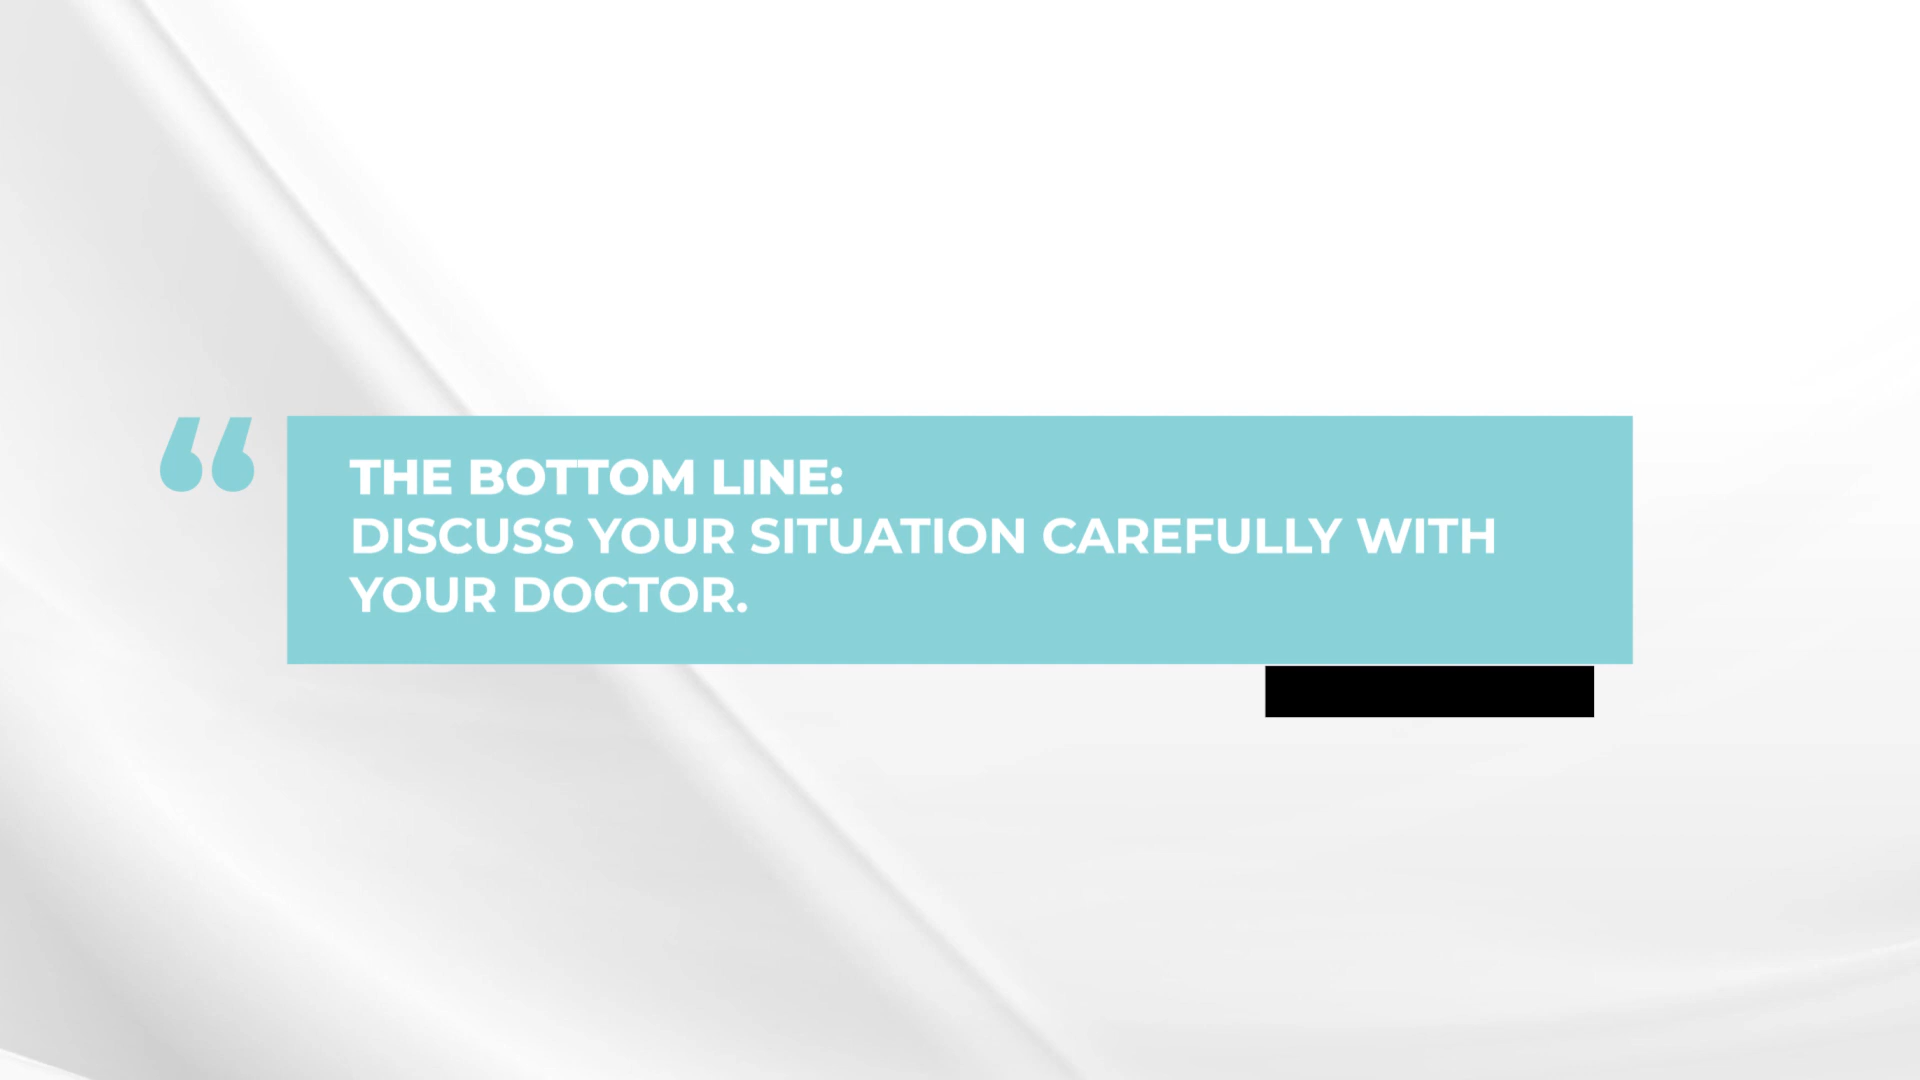 “
THE BOTTOM LINE:
DISCUSS YOUR SITUATION CAREFULLY WITH
YOUR DOCTOR.